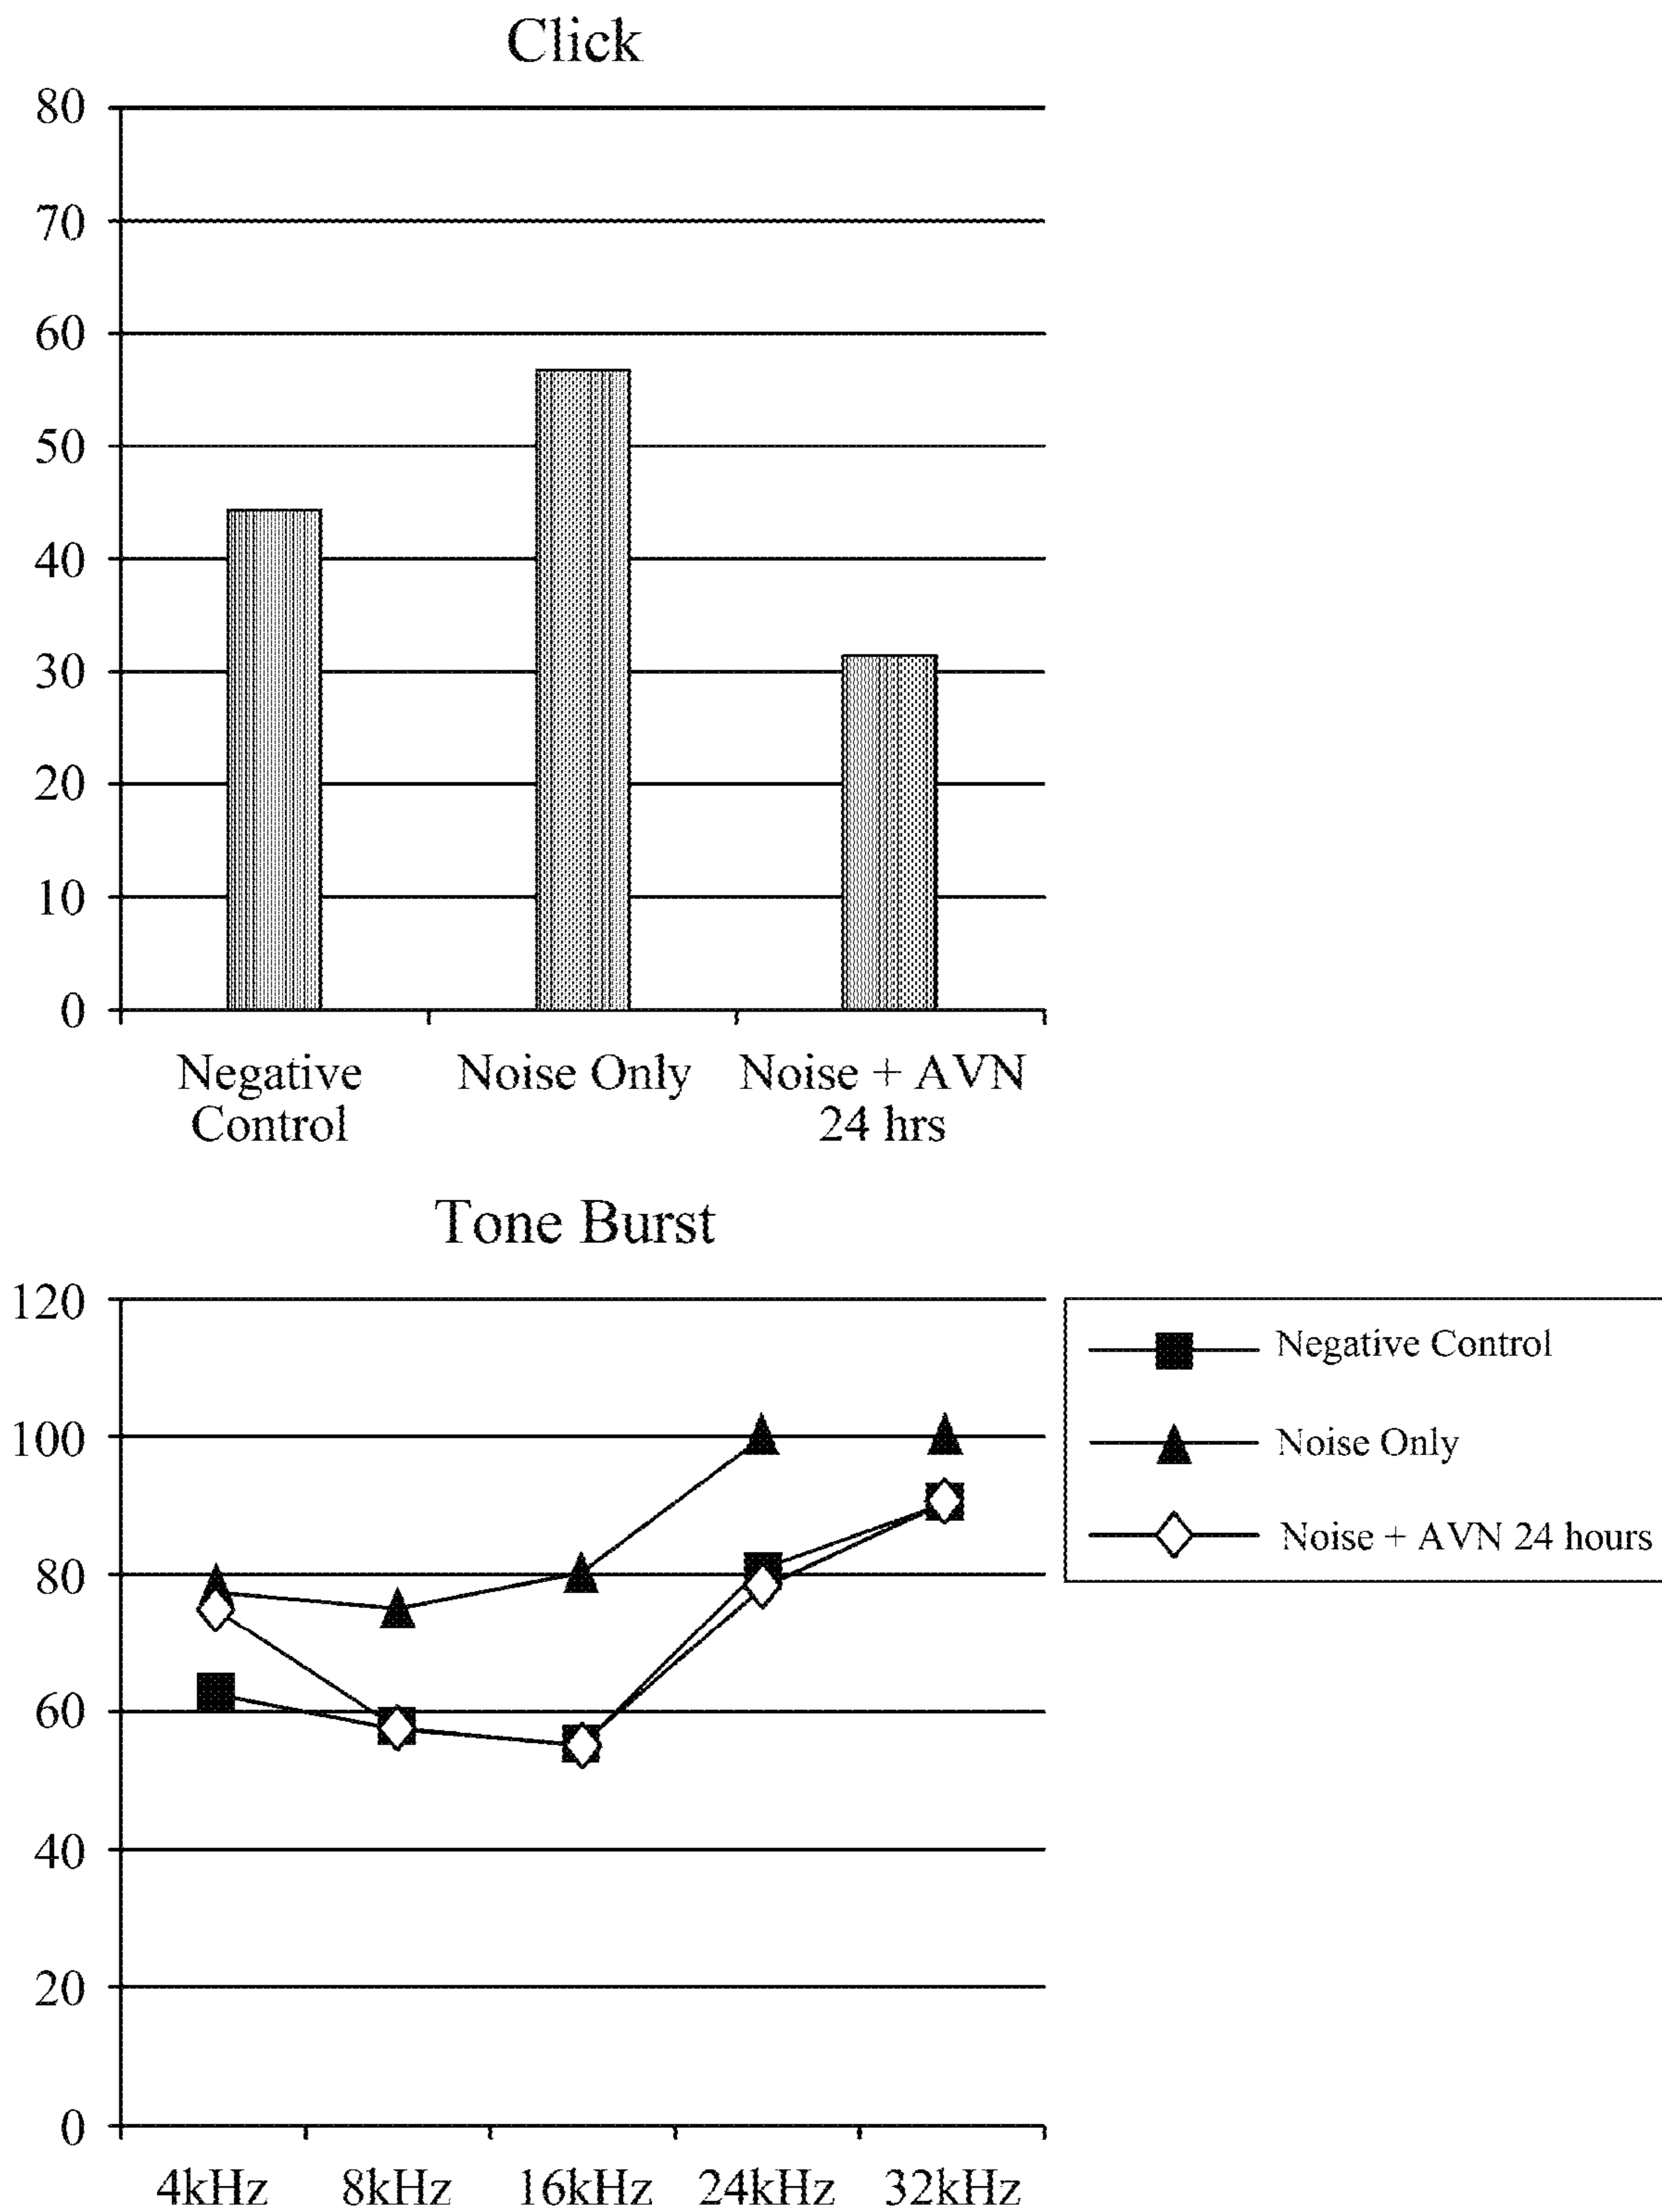 Click
80
70
60
50
40
30
20
10
0
Negative Control
Noise Only
Noise + AVN 24 hrs
Tone Burst
120
100
80
60
40
20
0
4kHz
8kHz
16kHz
24kHz
32kHz
Negative Control
Noise Only
Noise + AVN 24 hours